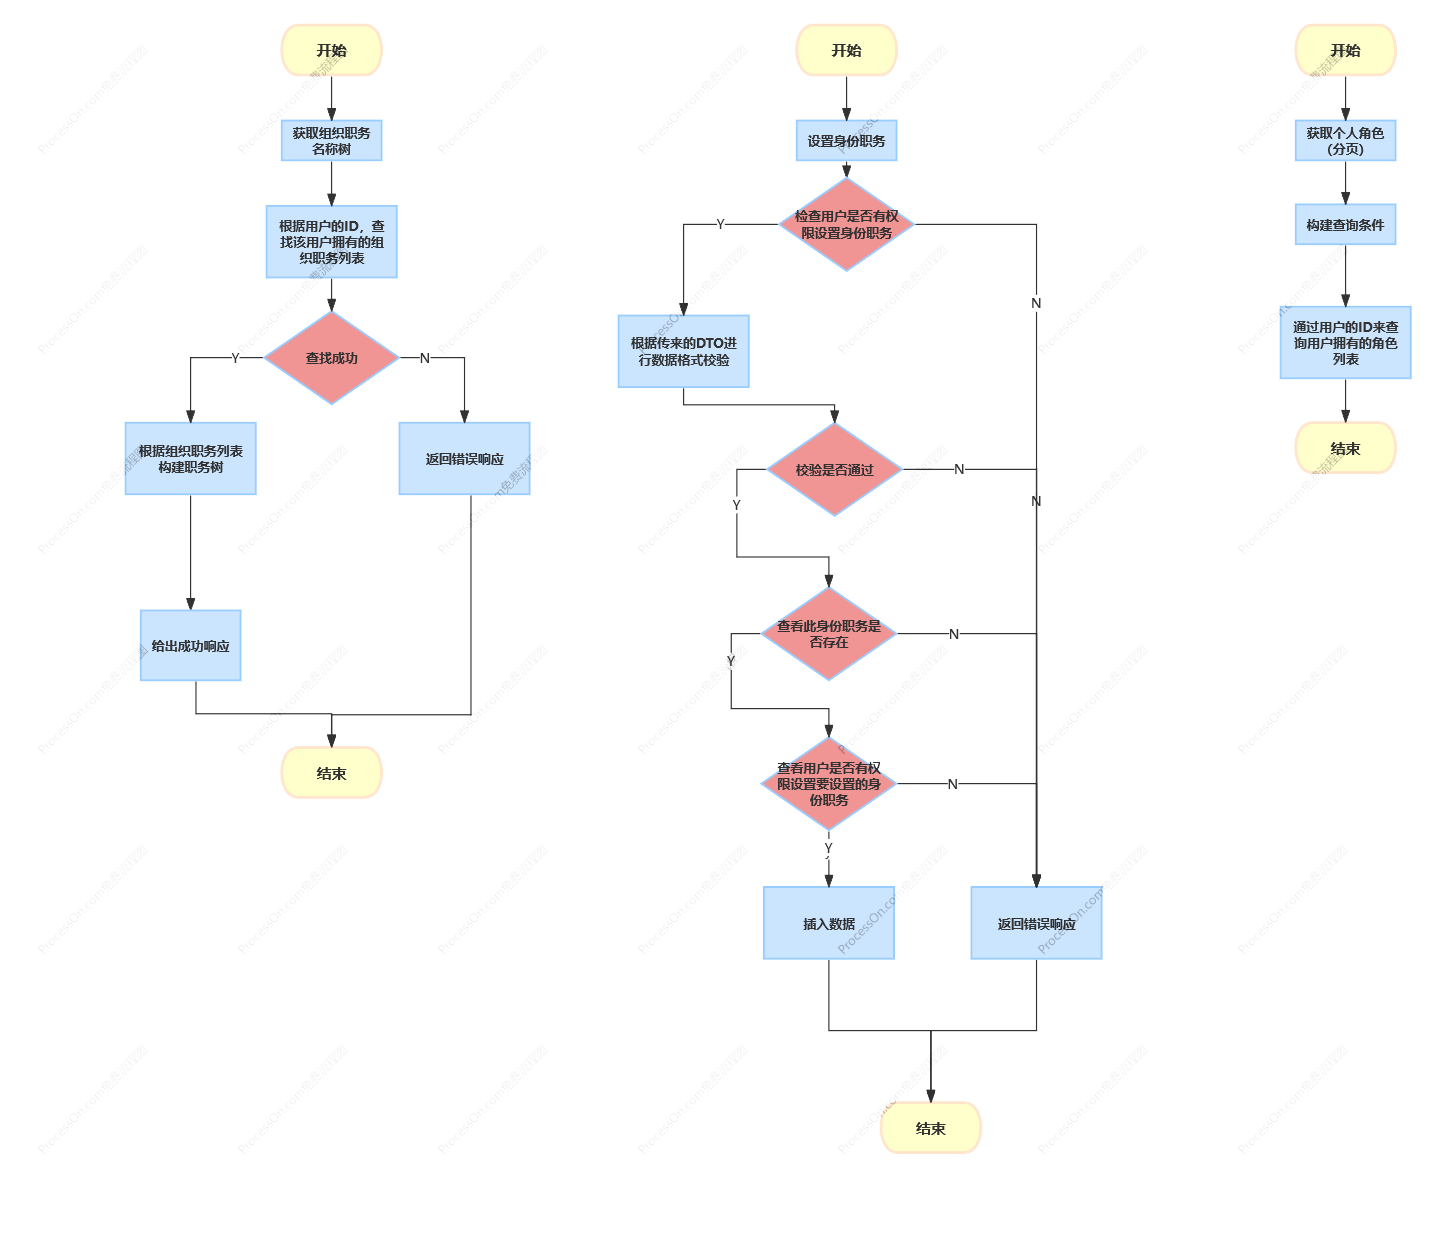 开始
获取组织职务
名称树
根据用户的ID，查
找该用户拥有的组
织职务列表
查找成功
Y
N
根据组织职务列表
构建职务树
返回错误响应
给出成功响应
结束
开始
设置身份职务
检查用户是否有权
限设置身份职务
Y
N
根据传来的DTO进
行数据格式校验
校验是否通过
N
Y
N
查看此身份职务是
否存在
N
Y
查看用户是否有权
限设置要设置的身
份职务
N
Y
插入数据
返回错误响应
结束
开始
获取个人角色
(分页)
构建查询条件
通过用户的ID来查
询用户拥有的角色
列表
结束
ProcessOn.com免费流程图